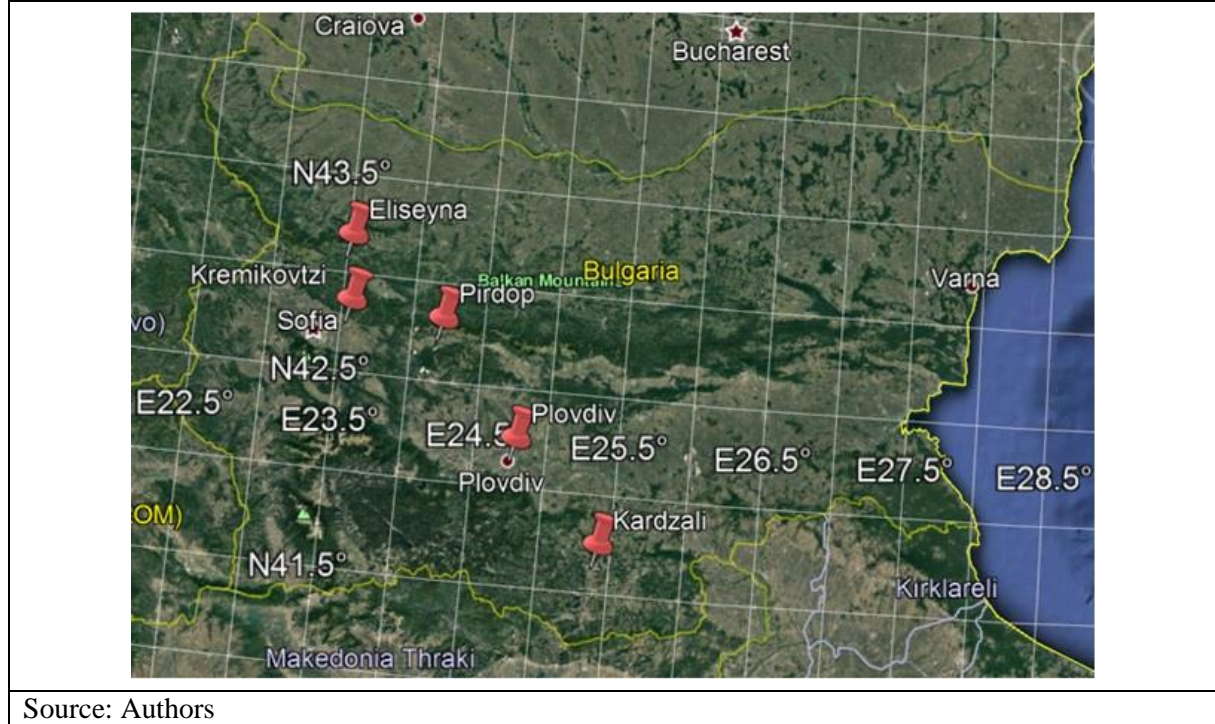 Craiova
Bucharest
N43.5°
Eliseyna
Kremikovtzi
Balkan Mountain
Bulgaria
Pirdop
Varna
Sofia
vo)
N42.5°
E22.5°
E23.5°
Plovdiv
E24.5
E25.5°
E26.5°
E27.5°
E28.5°
Plovdiv
OM)
Kardzali
N41.5°
Kırklareli
Makedonia Thraki
Source: Authors